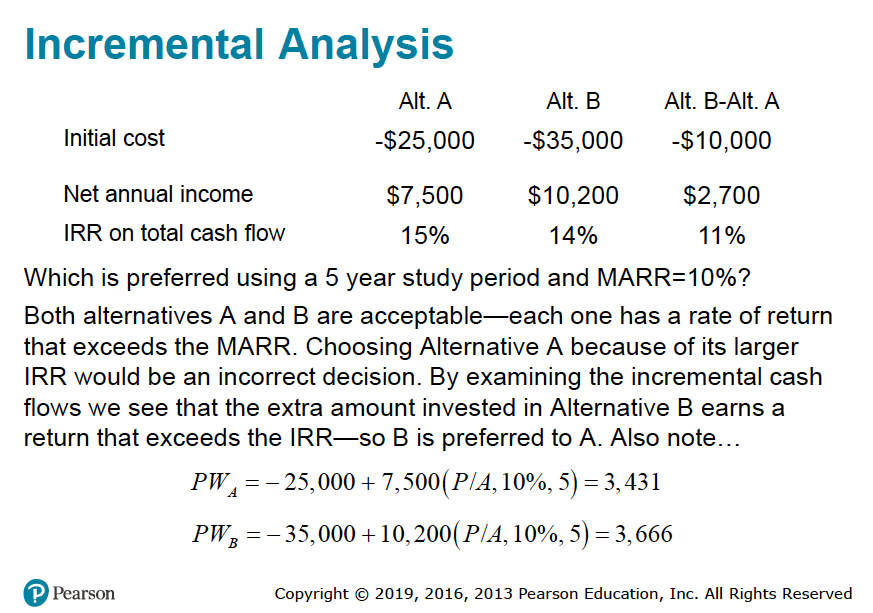 Incremental Analysis
Alt. A Alt. B Alt. B-Alt. A
Initial cost -$25,000 -$35,000 -$10,000
Net annual income $7,500 $10,200 $2,700
IRR on total cash flow 15% 14% 11%
Which is preferred using a 5 year study period and MARR=10%?
Both alternatives A and B are acceptable—each one has a rate of return
that exceeds the MARR. Choosing Alternative A because of its larger
IRR would be an incorrect decision. By examining the incremental cash
flows we see that the extra amount invested in Alternative B earns a
return that exceeds the IRR—so B is preferred to A. Also note…
PW_A = – 25,000 + 7,500(P/A,10%, 5) = 3,431
PW_B = – 35,000 + 10,200(P/A,10%, 5) = 3,666
P Pearson Copyright © 2019, 2016, 2013 Pearson Education, Inc. All Rights Reserved